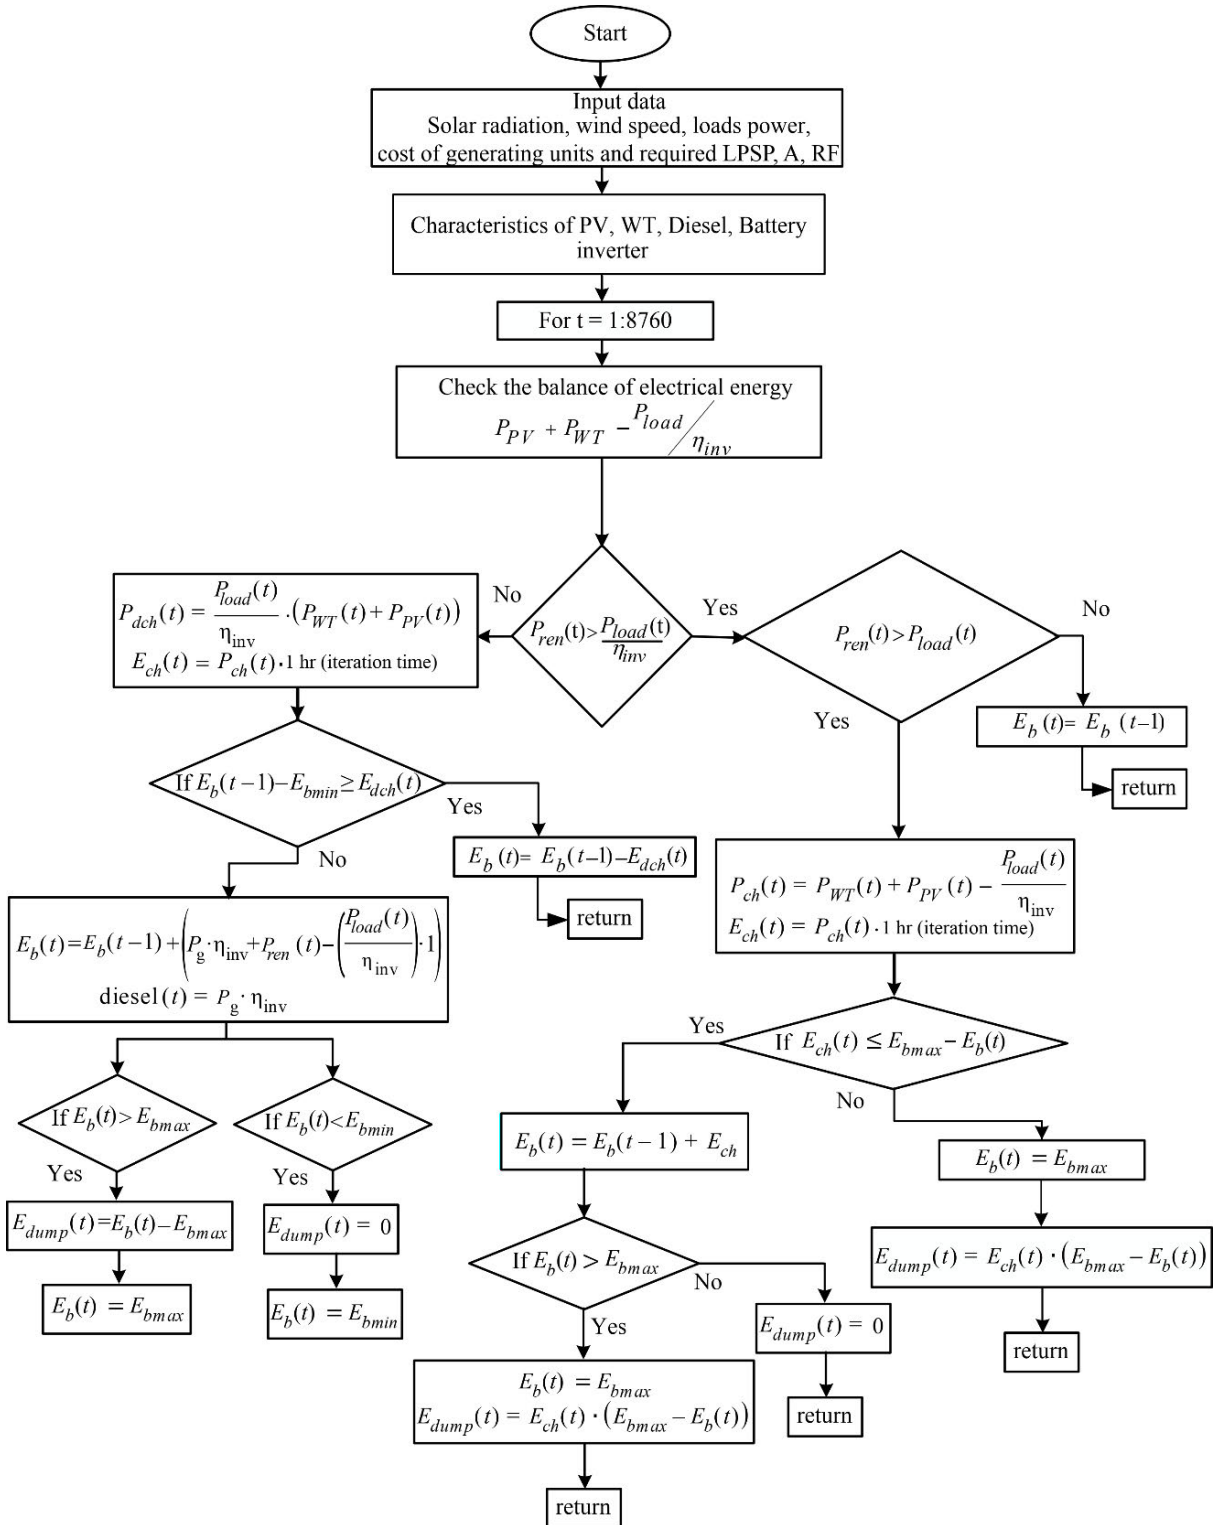 Start
Input data
Solar radiation, wind speed, loads power,
cost of generating units and required LPSP, A, RF
Characteristics of PV, WT, Diesel, Battery
inverter
For t = 1:8760
Check the balance of electrical energy
P_PV + P_WT − P_load/η_inv
P_ren(t)>P_load(t)/η_inv
No
Yes
P_dch(t) = P_load(t)/η_inv · (P_WT(t) + P_PV(t))
E_ch(t) = P_ch(t) · 1 hr (iteration time)
P_ren(t)>P_load(t)
No
Yes
E_b(t)= E_b(t−1)
return
If E_b(t−1)−E_bmin≥E_dch(t)
Yes
No
E_b(t)= E_b(t−1)−E_dch(t)
return
P_ch(t) = P_WT(t) + P_PV(t) − P_load(t)/η_inv
E_ch(t) = P_ch(t) · 1 hr (iteration time)
E_b(t)=E_b(t−1)+(P_g·η_inv+P_ren(t)−(P_load(t)/η_inv)·1)
diesel(t) = P_g· η_inv
If E_ch(t) ≤ E_bmax − E_b(t)
Yes
No
If E_b(t)>E_bmax
Yes
If E_b(t)<E_bmin
Yes
E_dump(t)=E_b(t)−E_bmax
E_b(t) = E_bmax
E_dump(t) = 0
E_b(t) = E_bmin
E_b(t) = E_b(t − 1) + E_ch
If E_b(t) > E_bmax
No
Yes
E_dump(t) = 0
return
E_b(t) = E_bmax
E_dump(t) = E_ch(t) · (E_bmax − E_b(t))
return
E_b(t) = E_bmax
E_dump(t) = E_ch(t) · (E_bmax − E_b(t))
return